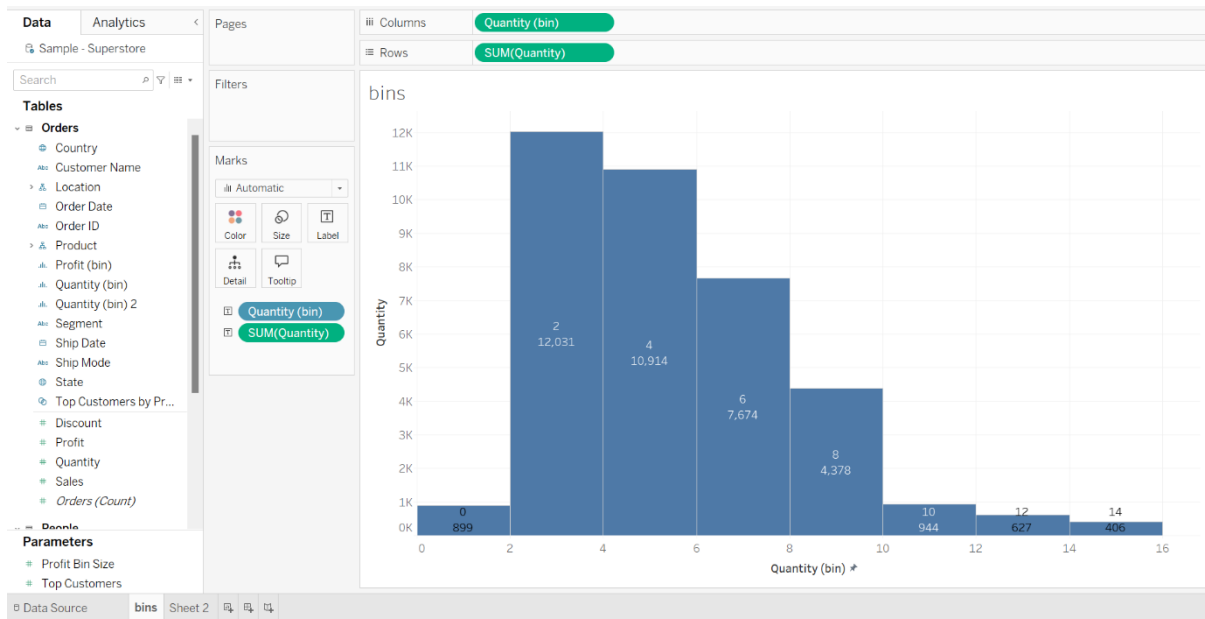 Data Analytics
Sample - Superstore
Search
Tables
Orders
Country
Abc Customer Name
Location
Order Date
Abc Order ID
Product
Profit (bin)
Quantity (bin)
Quantity (bin) 2
Abc Segment
Ship Date
Abc Ship Mode
State
Top Customers by Pr...
# Discount
# Profit
# Quantity
# Sales
# Orders (Count)
People
Parameters
# Profit Bin Size
# Top Customers
Pages
Filters
Marks
Automatic
Color Size Label
Detail Tooltip
Quantity (bin)
SUM(Quantity)
Columns Quantity (bin)
Rows SUM(Quantity)
bins
Quantity
12K
11K
10K
9K
8K
7K
6K
5K
4K
3K
2K
1K
0K
0
899
2
12,031
4
10,914
6
7,674
8
4,378
10
944
12
627
14
406
0 2 4 6 8 10 12 14 16
Quantity (bin)
Data Source bins Sheet 2